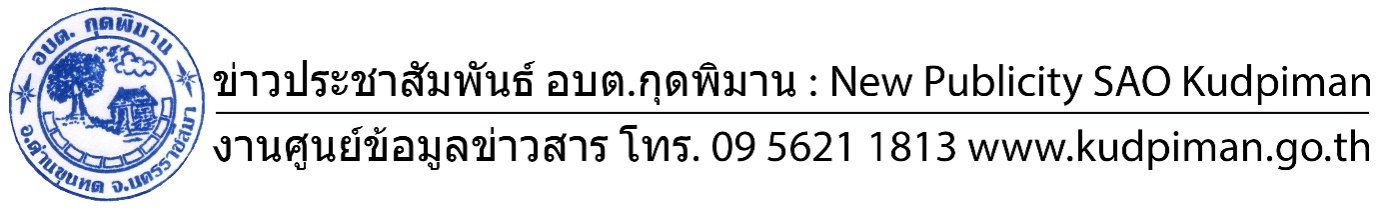 อบต. กุดพิมาน
อ.ด่านขุนทด จ.นครราชสีมา
ข่าวประชาสัมพันธ์ อบต.กุดพิมาน : New Publicity SAO Kudpiman
งานศูนย์ข้อมูลข่าวสาร โทร. 09 5621 1813 www.kudpiman.go.th